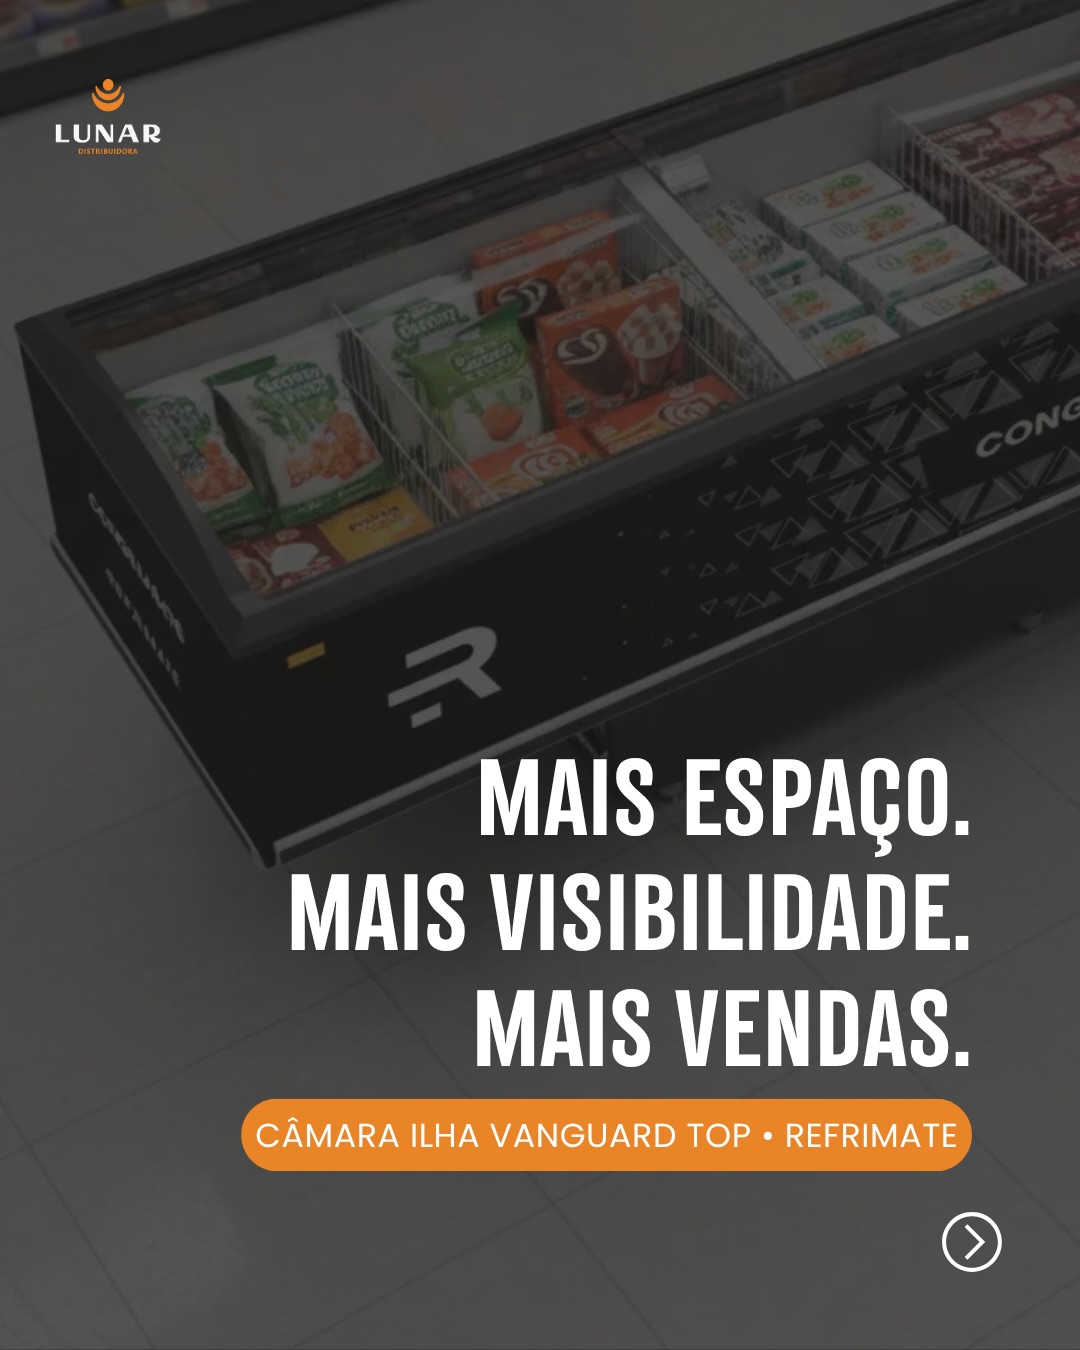 LUNAR
DISTRIBUIDORA
CONG
R
MAIS ESPAÇO.
MAIS VISIBILIDADE.
MAIS VENDAS.
CÂMARA ILHA VANGUARD TOP • REFRIMATE